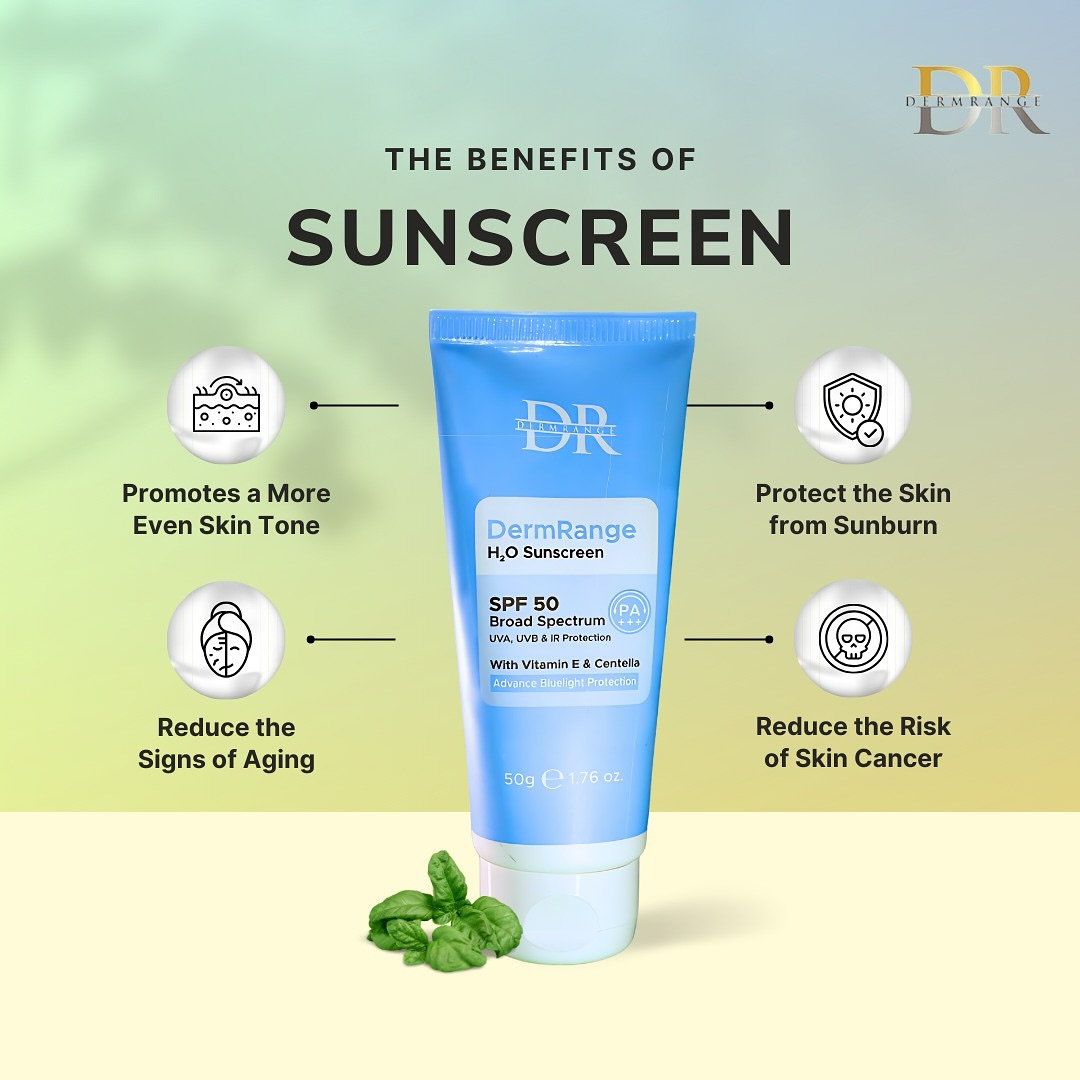 DR
DERMRANGE
THE BENEFITS OF
SUNSCREEN
Promotes a More
Even Skin Tone
Reduce the
Signs of Aging
DR
DERMRANGE
DermRange
H₂O Sunscreen
SPF 50
Broad Spectrum
PA
+++
UVA, UVB & IR Protection
With Vitamin E & Centella
Advance Bluelight Protection
50g ℮ 1.76 oz.
Protect the Skin
from Sunburn
Reduce the Risk
of Skin Cancer